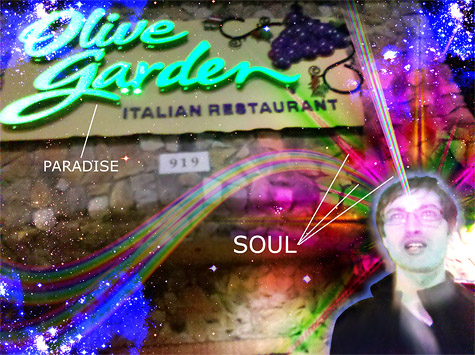 Olive
Garden
ITALIAN RESTAURANT
919
PARADISE
SOUL